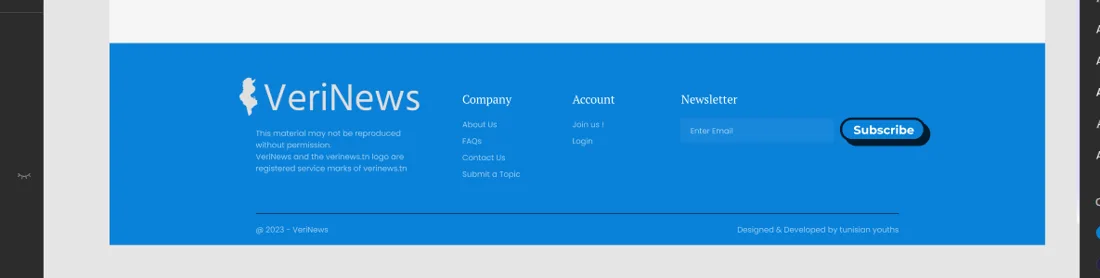 VeriNews
This material may not be reproduced
without permission.
VeriNews and the verinews.tn logo are
registered service marks of verinews.tn
Company
About Us
FAQs
Contact Us
Submit a Topic
Account
Join us !
Login
Newsletter
Enter Email
Subscribe
@ 2023 - VeriNews
Designed & Developed by tunisian youths